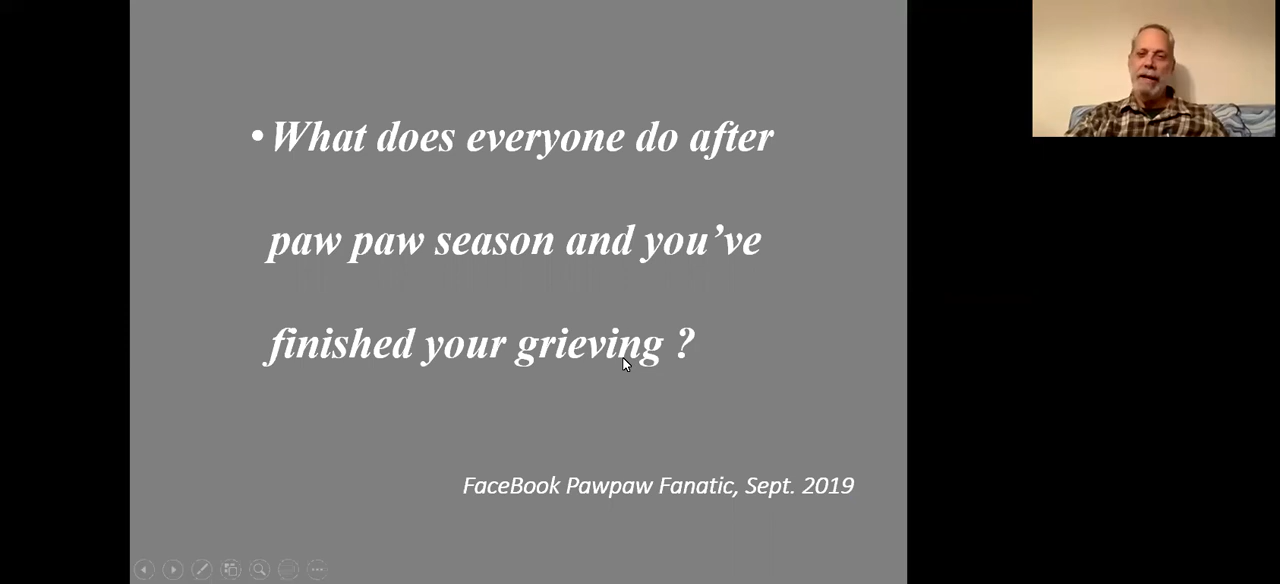 • What does everyone do after
paw paw season and you’ve
finished your grieving ?
FaceBook Pawpaw Fanatic, Sept. 2019